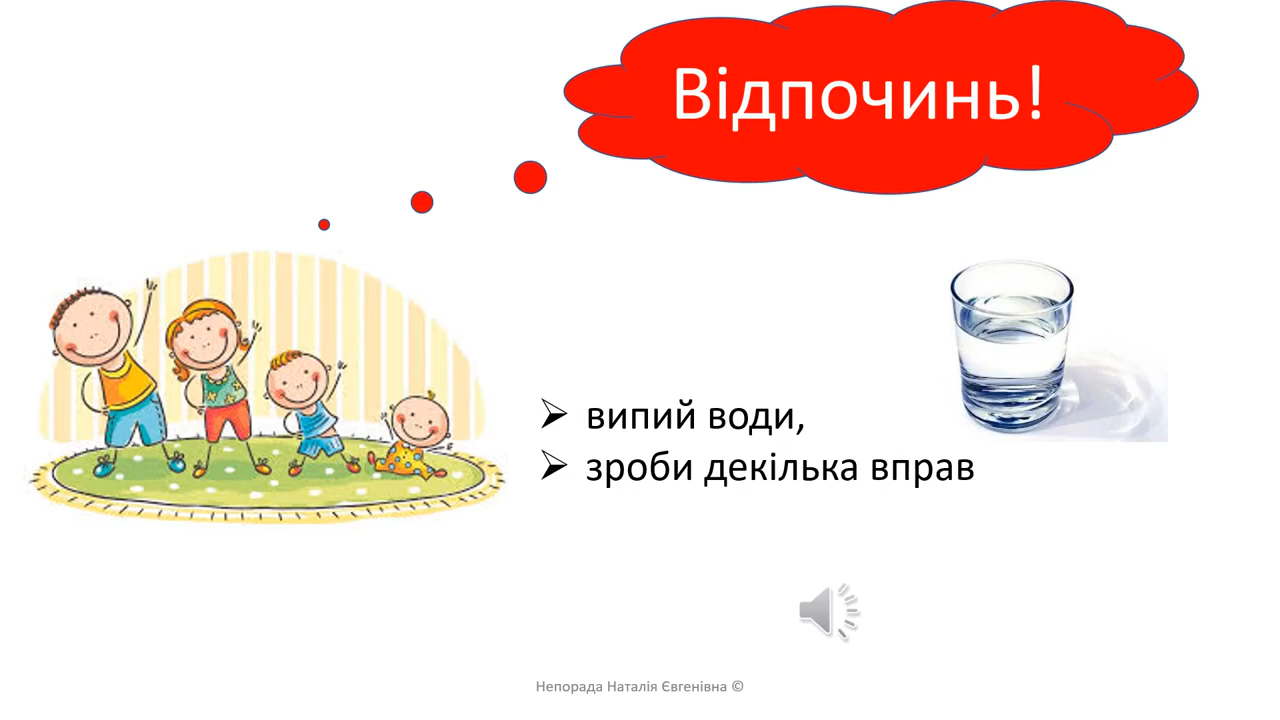 Відпочинь!
➢ випий води,
➢ зроби декілька вправ
Непорада Наталія Євгенівна ©